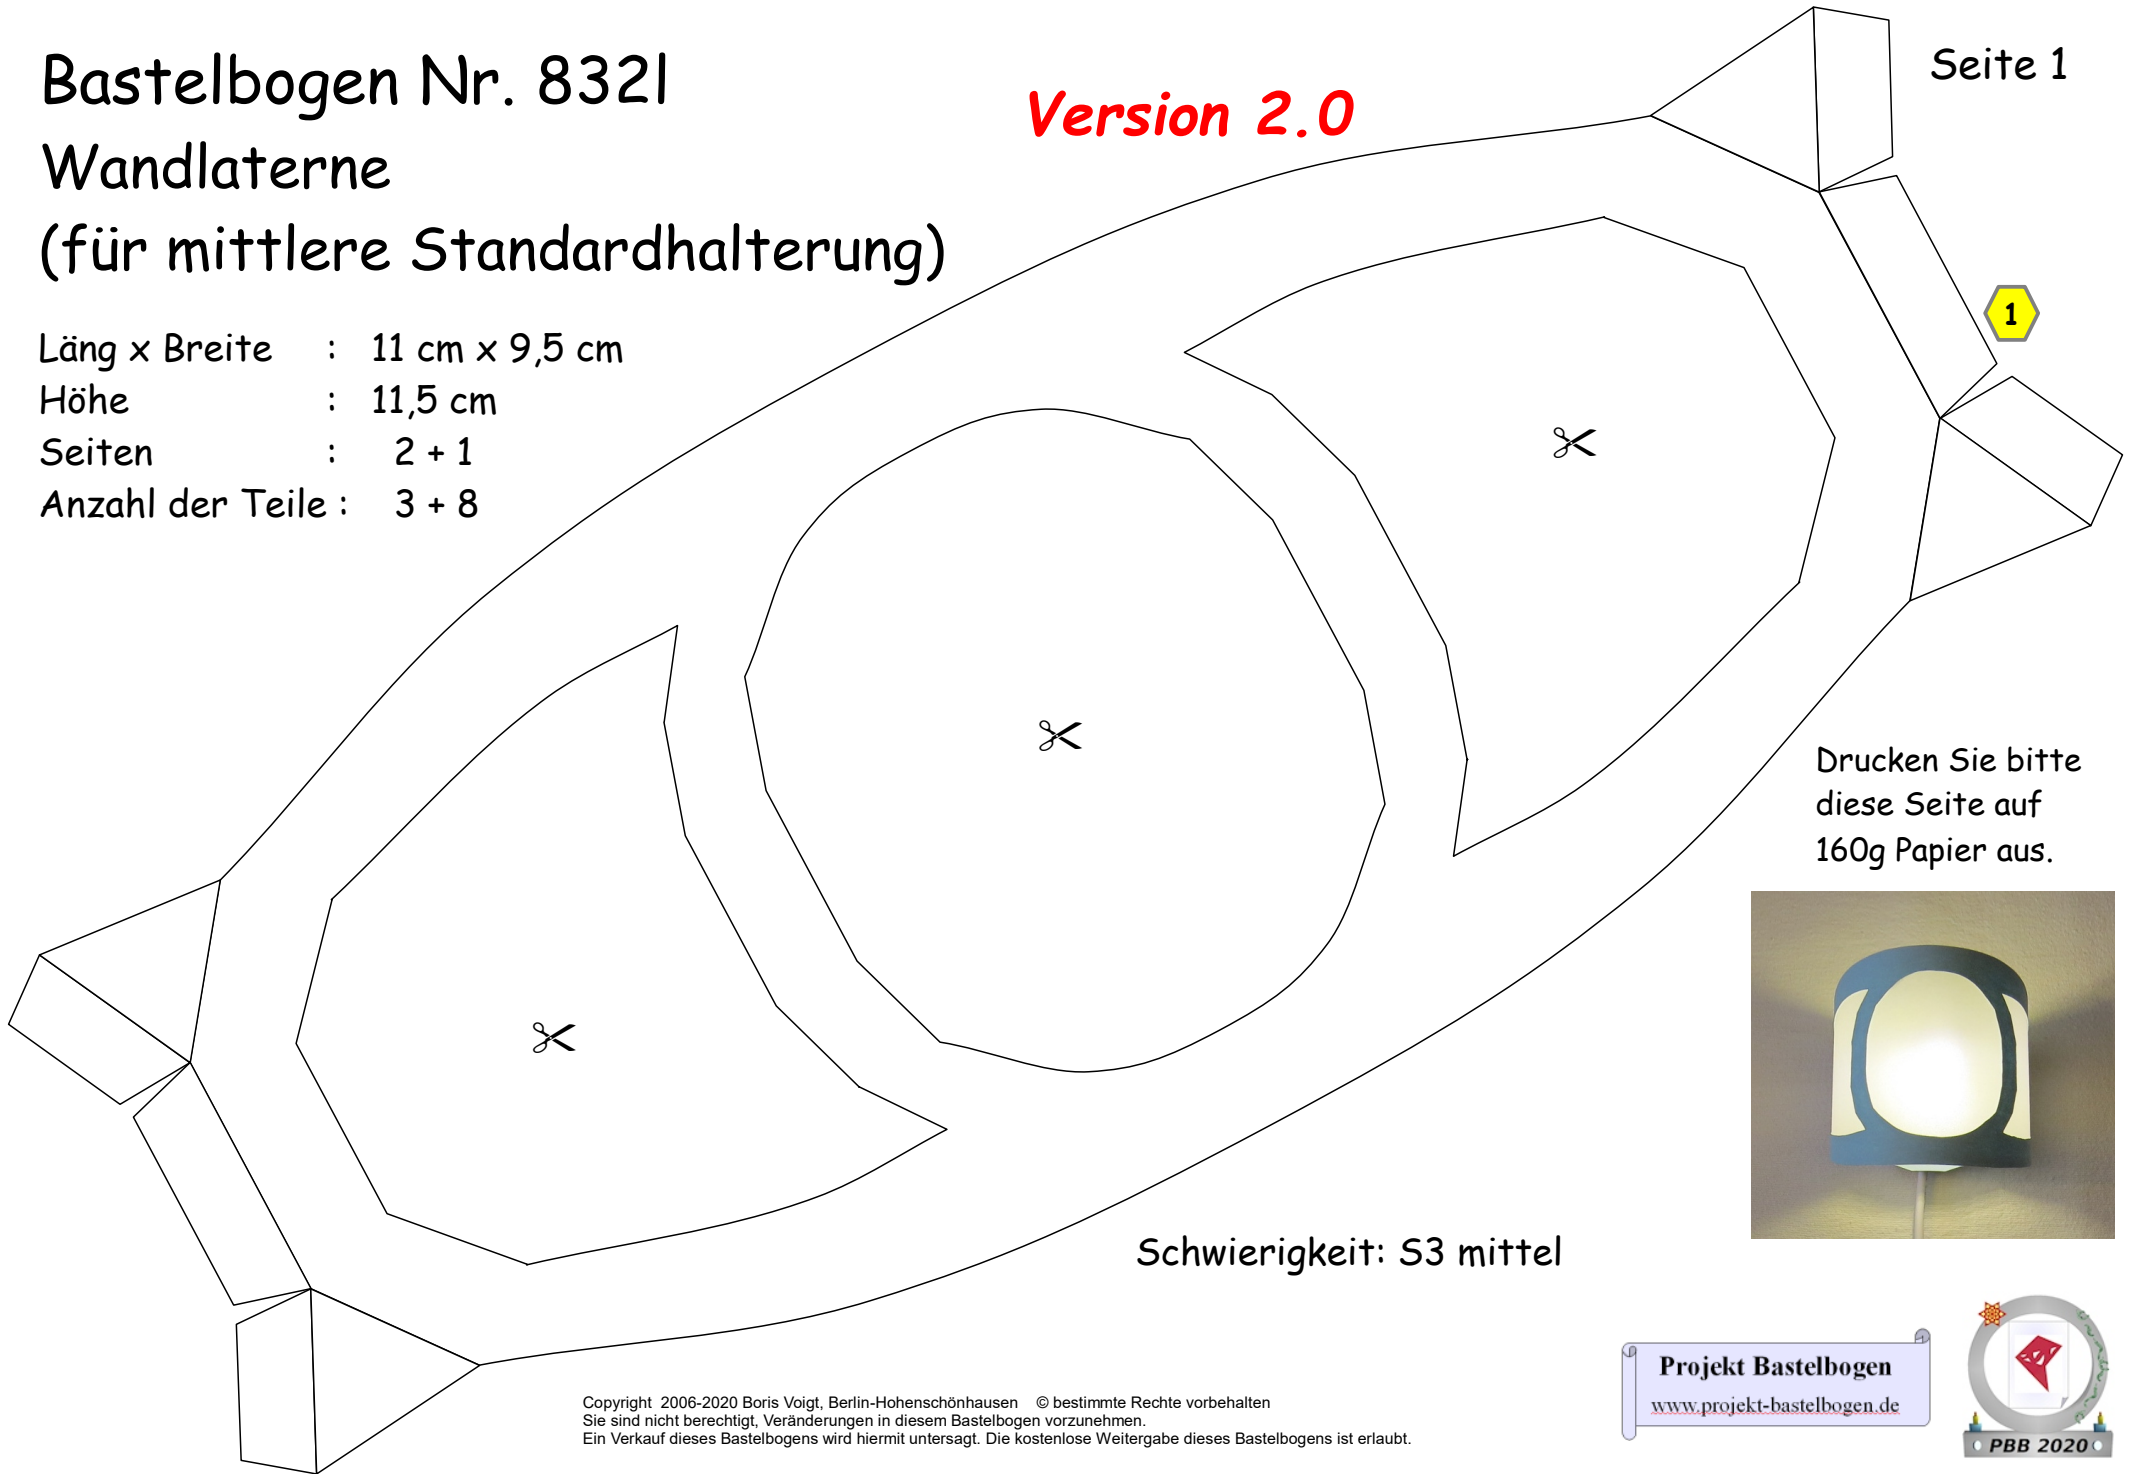 Bastelbogen Nr. 832l
Wandlaterne
(für mittlere Standardhalterung)
Version 2.0
Seite 1
Läng x Breite : 11 cm x 9,5 cm
Höhe : 11,5 cm
Seiten : 2 + 1
Anzahl der Teile : 3 + 8
1
Drucken Sie bitte
diese Seite auf
160g Papier aus.
Schwierigkeit: S3 mittel
Projekt Bastelbogen
www.projekt-bastelbogen.de
PBB 2020
Copyright 2006-2020 Boris Voigt, Berlin-Hohenschönhausen © bestimmte Rechte vorbehalten
Sie sind nicht berechtigt, Veränderungen in diesem Bastelbogen vorzunehmen.
Ein Verkauf dieses Bastelbogens wird hiermit untersagt. Die kostenlose Weitergabe dieses Bastelbogens ist erlaubt.